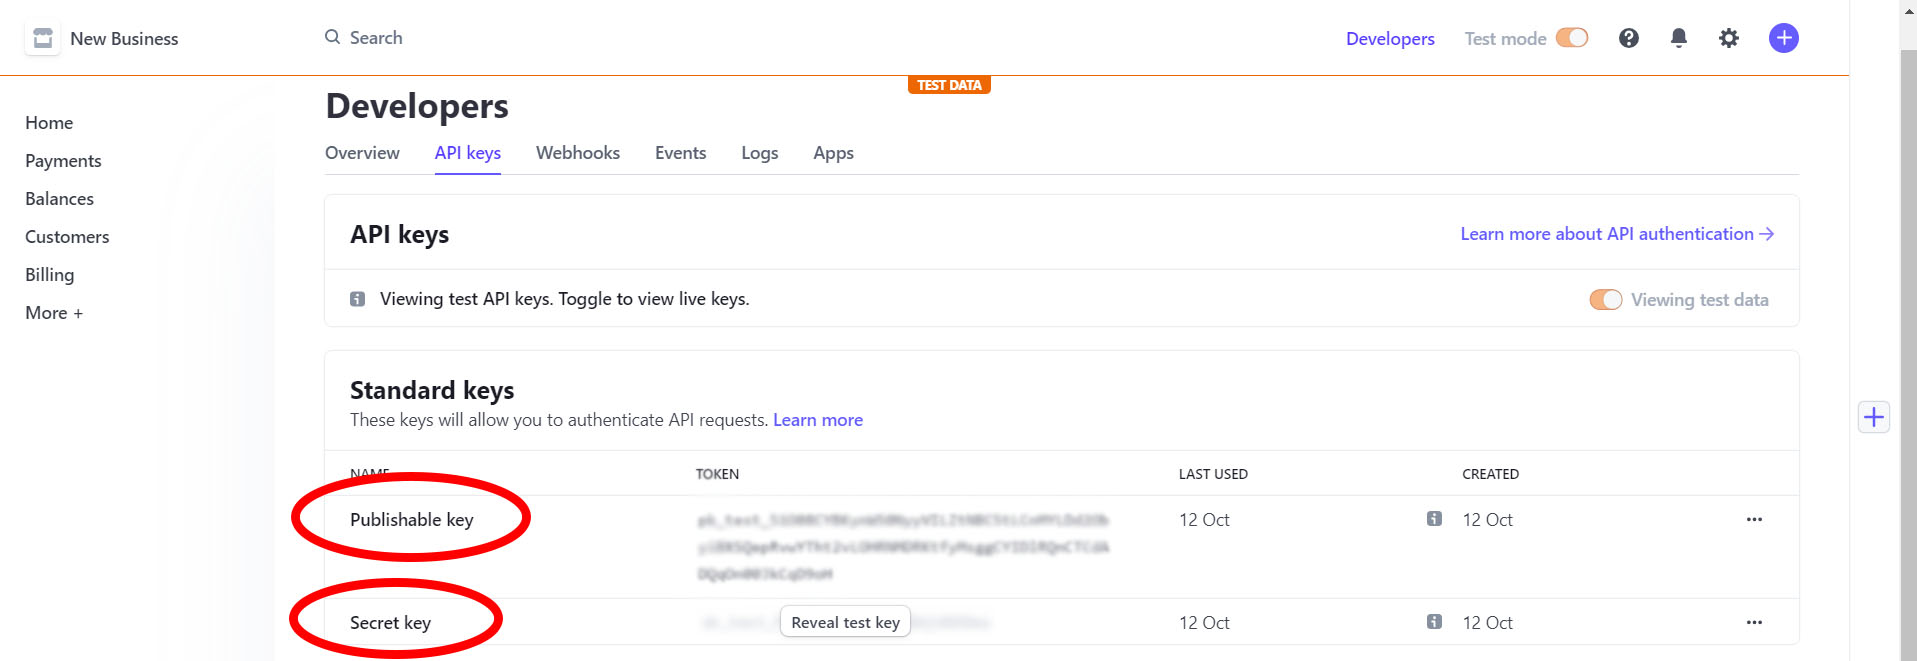 New Business
Search
Developers
Test mode
TEST DATA
Developers
Home
Payments
Balances
Customers
Billing
More +
Overview API keys Webhooks Events Logs Apps
API keys
Learn more about API authentication →
Viewing test API keys. Toggle to view live keys.
Viewing test data
Standard keys
These keys will allow you to authenticate API requests. Learn more
NAME TOKEN LAST USED CREATED
Publishable key 12 Oct 12 Oct
Secret key Reveal test key 12 Oct 12 Oct